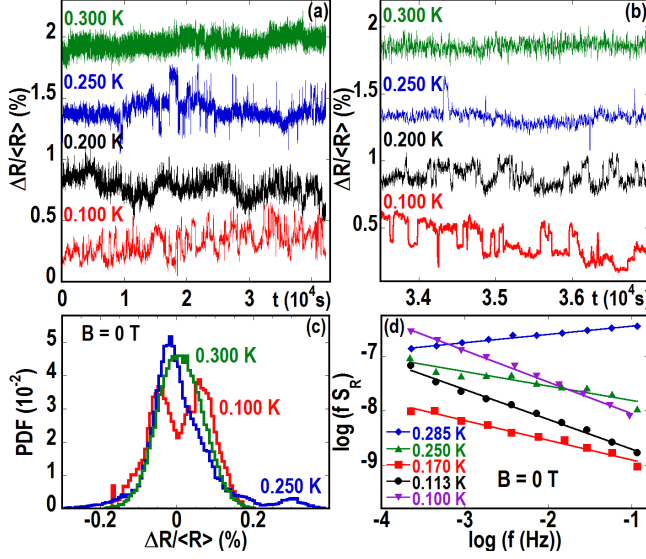 (a)
0.300 K
0.250 K
0.200 K
0.100 K
ΔR/<R> (%)
2
1.5
1
0.5
0
0 1 2 3 t (10⁴s)
(b)
0.300 K
0.250 K
0.200 K
0.100 K
ΔR/<R> (%)
2
1.5
1
0.5
3.4 3.5 3.6 t (10⁴s)
(c)
B = 0 T
0.300 K
0.100 K
0.250 K
PDF (10⁻²)
5
4
3
2
1
0
-0.2 0 0.2
ΔR/<R> (%)
(d)
log (f S_R)
-7
-8
-9
0.285 K
0.250 K
0.170 K
0.113 K
0.100 K
B = 0 T
-4 -3 -2 -1
log (f (Hz))